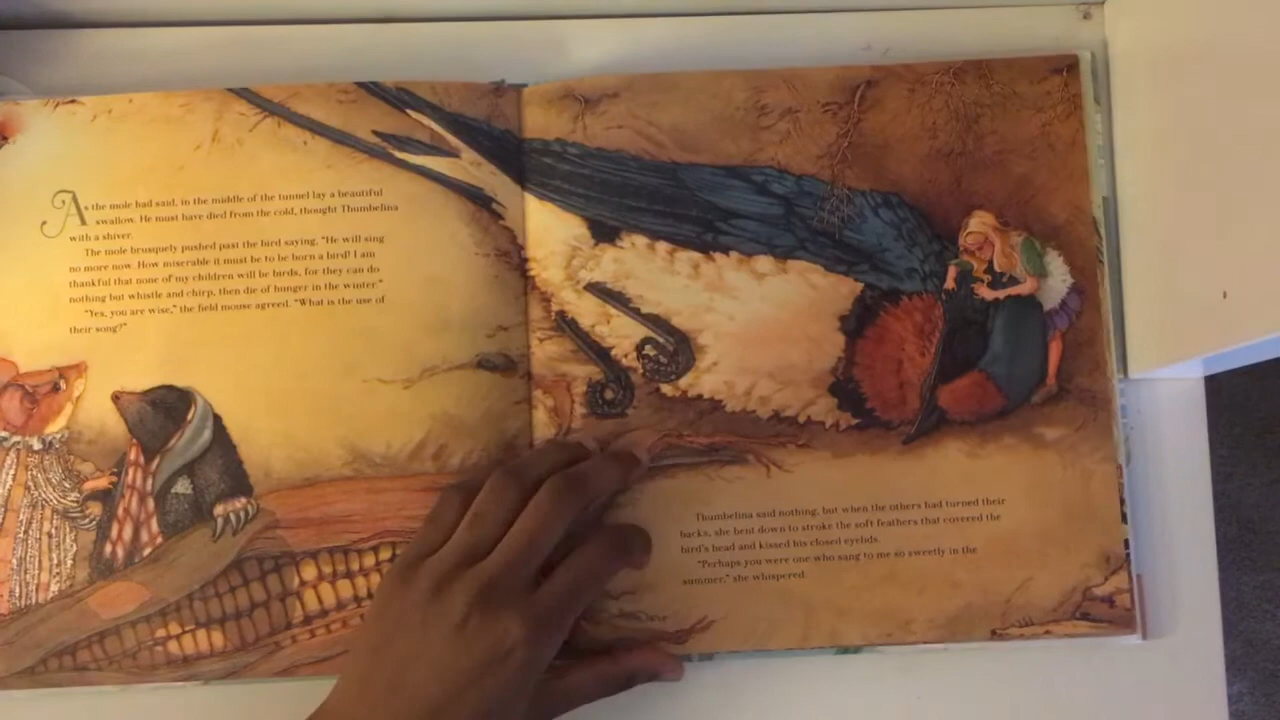 As the mole had said, in the middle of the tunnel lay a beautiful
swallow. He must have died from the cold, thought Thumbelina
with a shiver.
The mole brusquely pushed past the bird saying, "He will sing
no more now. How miserable it must be to be born a bird! I am
thankful that none of my children will be birds, for they can do
nothing but whistle and chirp, then die of hunger in the winter."
"Yes, you are wise," the field mouse agreed. "What is the use of
their song?"
Thumbelina said nothing, but when the others had turned their
backs, she bent down to stroke the soft feathers that covered the
bird's head and kissed his closed eyelids.
"Perhaps you were one who sang to me so sweetly in the
summer," she whispered.